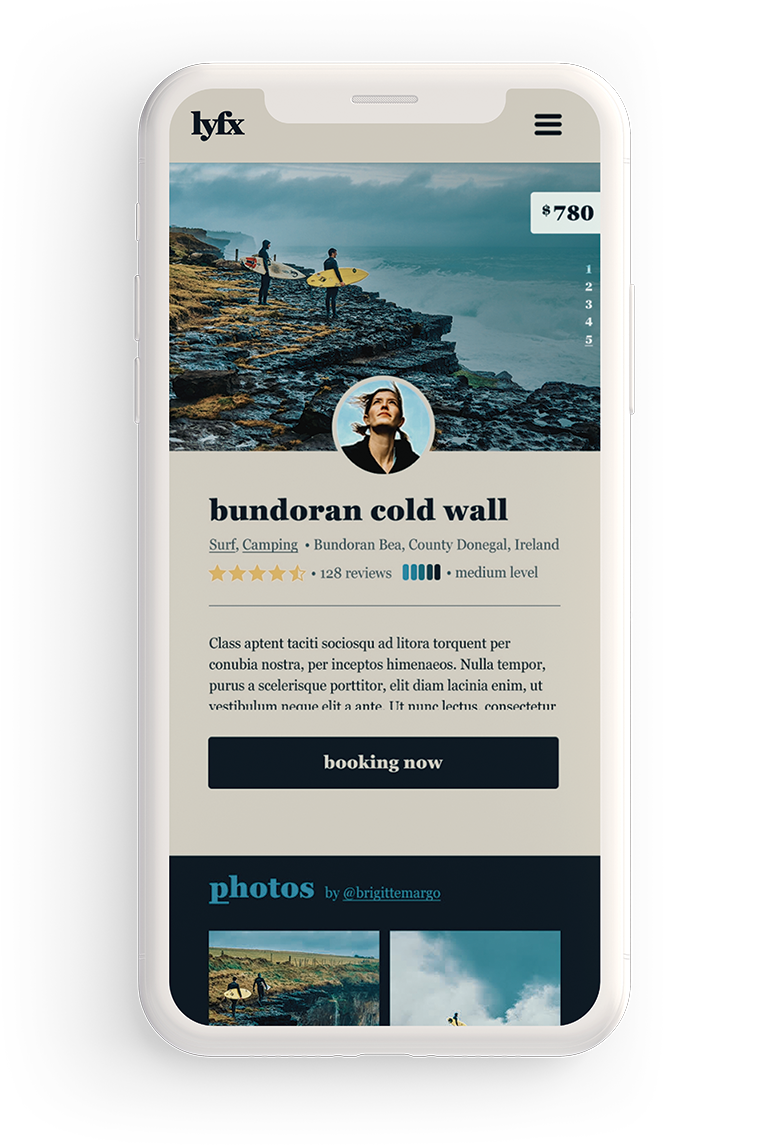 lyfx
$780
1
2
3
4
5
bundoran cold wall
Surf, Camping • Bundoran Bea, County Donegal, Ireland
• 128 reviews • medium level
Class aptent taciti sociosqu ad litora torquent per
conubia nostra, per inceptos himenaeos. Nulla tempor,
purus a scelerisque porttitor, elit diam lacinia enim, ut
vestibulum neque elit a ante. Ut nunc lectus, consectetur
booking now
photos by @brigittemargo